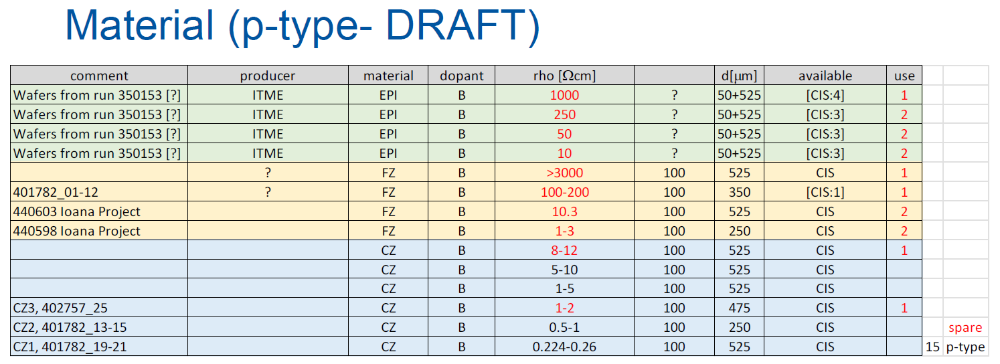 Material (p-type- DRAFT)
comment producer material dopant rho [Ωcm] d[μm] available use
Wafers from run 350153 [?] ITME EPI B 1000 ? 50+525 [CIS:4] 1
Wafers from run 350153 [?] ITME EPI B 250 ? 50+525 [CIS:3] 2
Wafers from run 350153 [?] ITME EPI B 50 ? 50+525 [CIS:3] 2
Wafers from run 350153 [?] ITME EPI B 10 ? 50+525 [CIS:3] 2
? FZ B >3000 100 525 CIS 1
401782_01-12 ? FZ B 100-200 100 350 [CIS:1] 1
440603 Ioana Project FZ B 10.3 100 525 CIS 2
440598 Ioana Project FZ B 1-3 100 250 CIS 2
CZ B 8-12 100 525 CIS 1
CZ B 5-10 100 525 CIS
CZ B 1-5 100 525 CIS
CZ3, 402757_25 CZ B 1-2 100 475 CIS 1
CZ2, 401782_13-15 CZ B 0.5-1 100 250 CIS spare
CZ1, 401782_19-21 CZ B 0.224-0.26 100 525 CIS 15 p-type